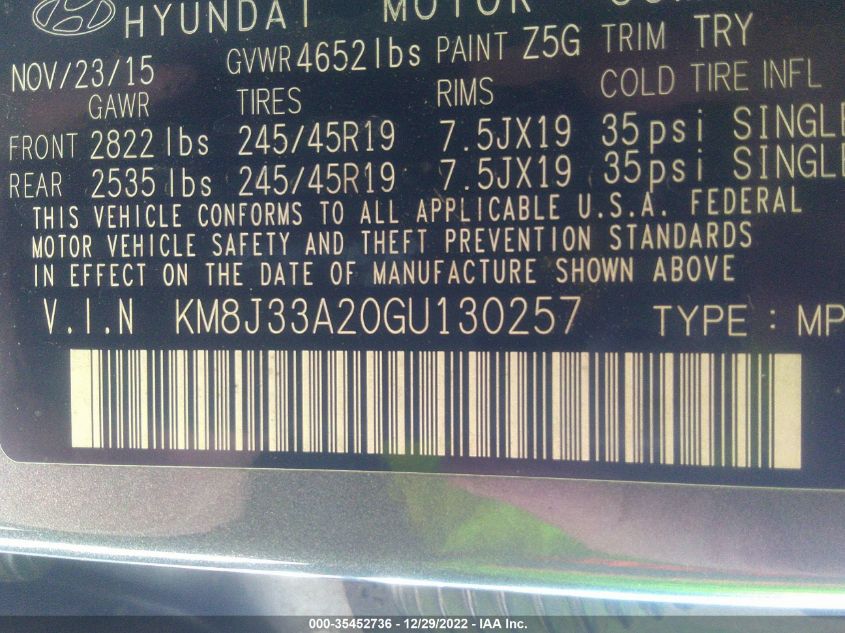 HYUNDAI MOTOR
NOV/23/15 GVWR 4652 lbs PAINT Z5G TRIM TRY
GAWR TIRES RIMS COLD TIRE INFL
FRONT 2822 lbs 245/45R19 7.5JX19 35psi SINGLE
REAR 2535 lbs 245/45R19 7.5JX19 35psi SINGLE
THIS VEHICLE CONFORMS TO ALL APPLICABLE U.S.A. FEDERAL
MOTOR VEHICLE SAFETY AND THEFT PREVENTION STANDARDS
IN EFFECT ON THE DATE OF MANUFACTURE SHOWN ABOVE
V.I.N KM8J33A20GU130257 TYPE : MP
000-35452736 - 12/29/2022 - IAA Inc.